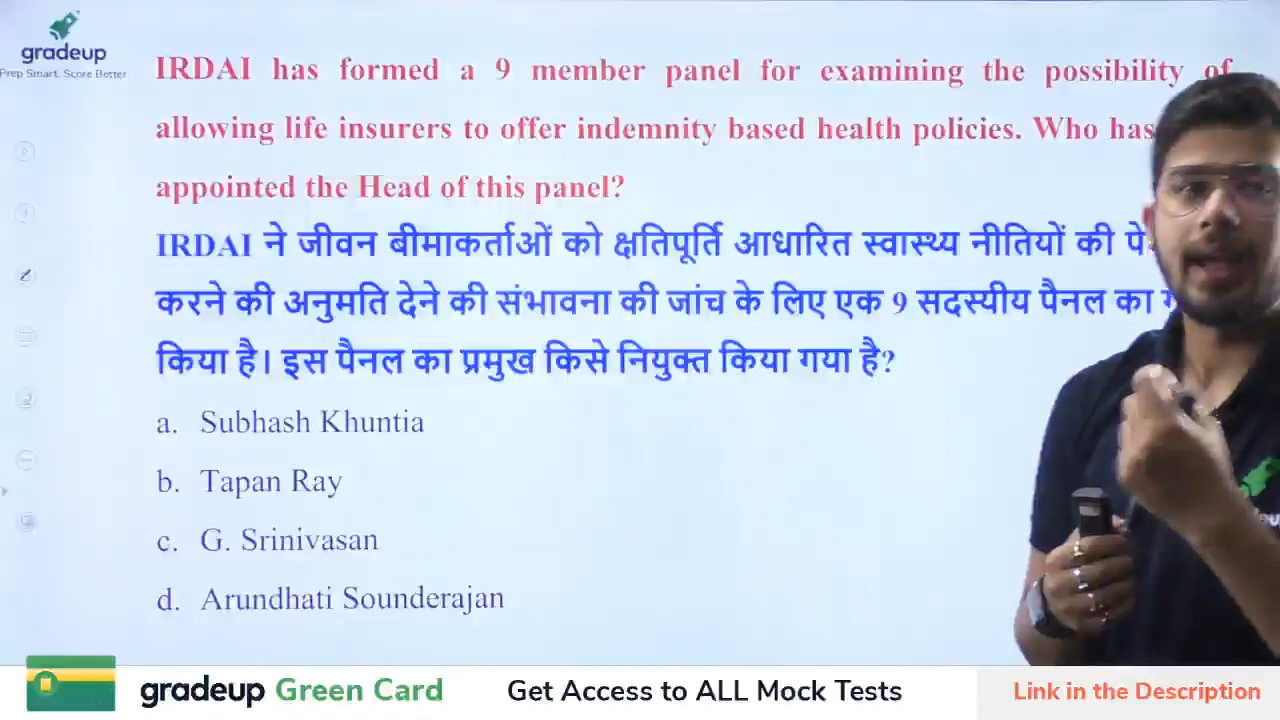 gradeup
Prep Smart. Score Better
IRDAI has formed a 9 member panel for examining the possibility of
allowing life insurers to offer indemnity based health policies. Who has
appointed the Head of this panel?
IRDAI ने जीवन बीमाकर्ताओं को क्षतिपूर्ति आधारित स्वास्थ्य नीतियों की
करने की अनुमति देने की संभावना की जांच के लिए एक 9 सदस्यीय पैनल का
किया है। इस पैनल का प्रमुख किसे नियुक्त किया गया है?
a. Subhash Khuntia
b. Tapan Ray
c. G. Srinivasan
d. Arundhati Sounderajan
gradeup Green Card Get Access to ALL Mock Tests Link in the Description